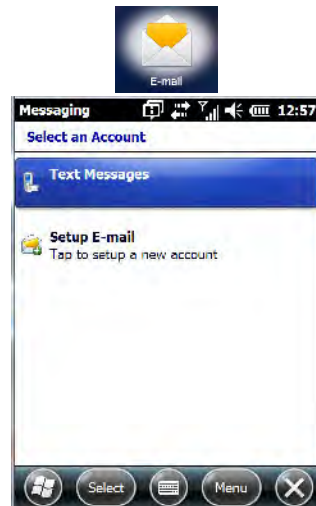 E-mail
Messaging 12:57
Select an Account
Text Messages
Setup E-mail
Tap to setup a new account
Select Menu